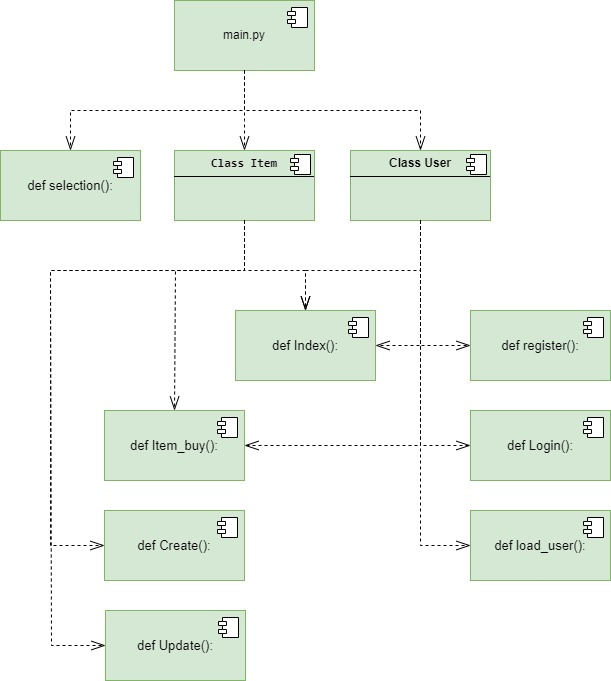 main.py
def selection():
Class Item
Class User
def Index():
def register():
def Item_buy():
def Login():
def Create():
def load_user():
def Update():